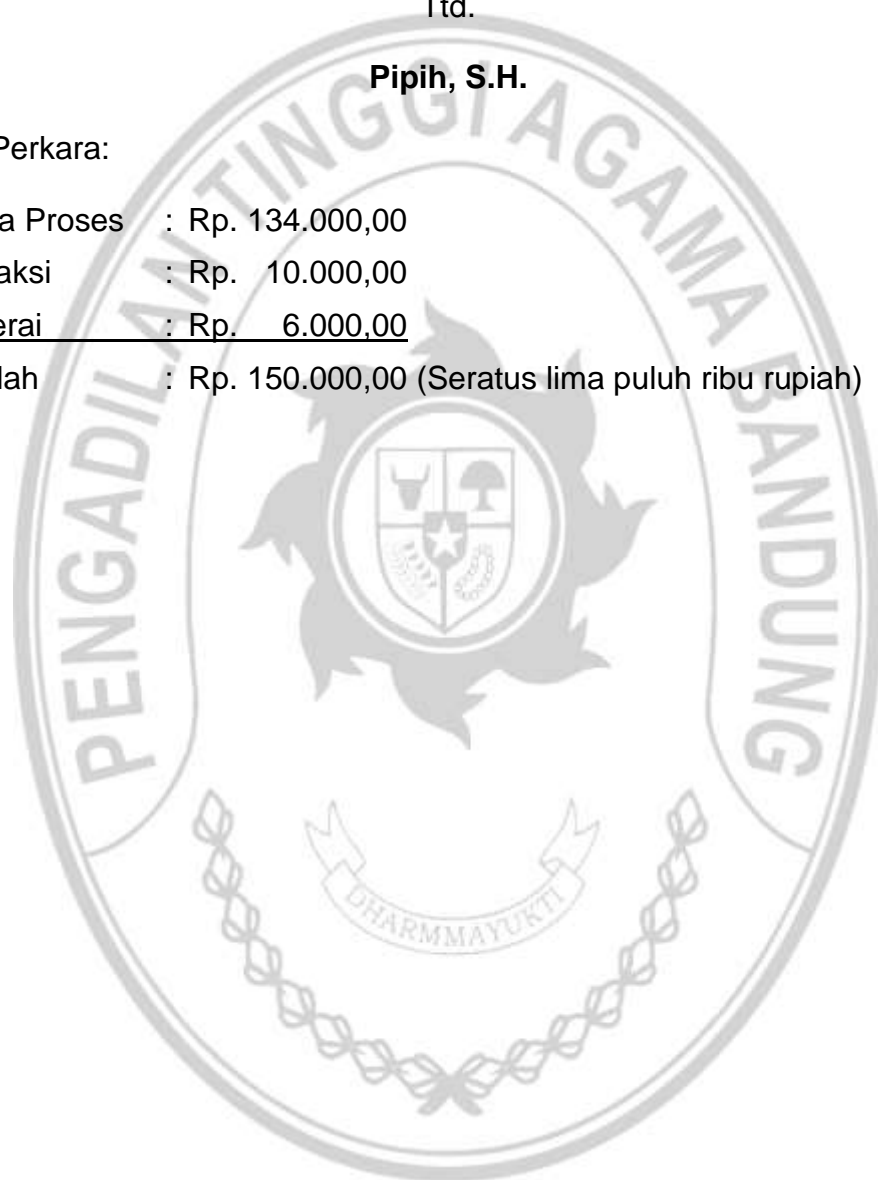 Ttd.
Pipih, S.H.
Perkara:
a Proses : Rp. 134.000,00
aksi : Rp. 10.000,00
erai : Rp. 6.000,00
lah : Rp. 150.000,00 (Seratus lima puluh ribu rupiah)
PENGADILAN TINGGI AGAMA BANDUNG
DHARMMAYUKTI